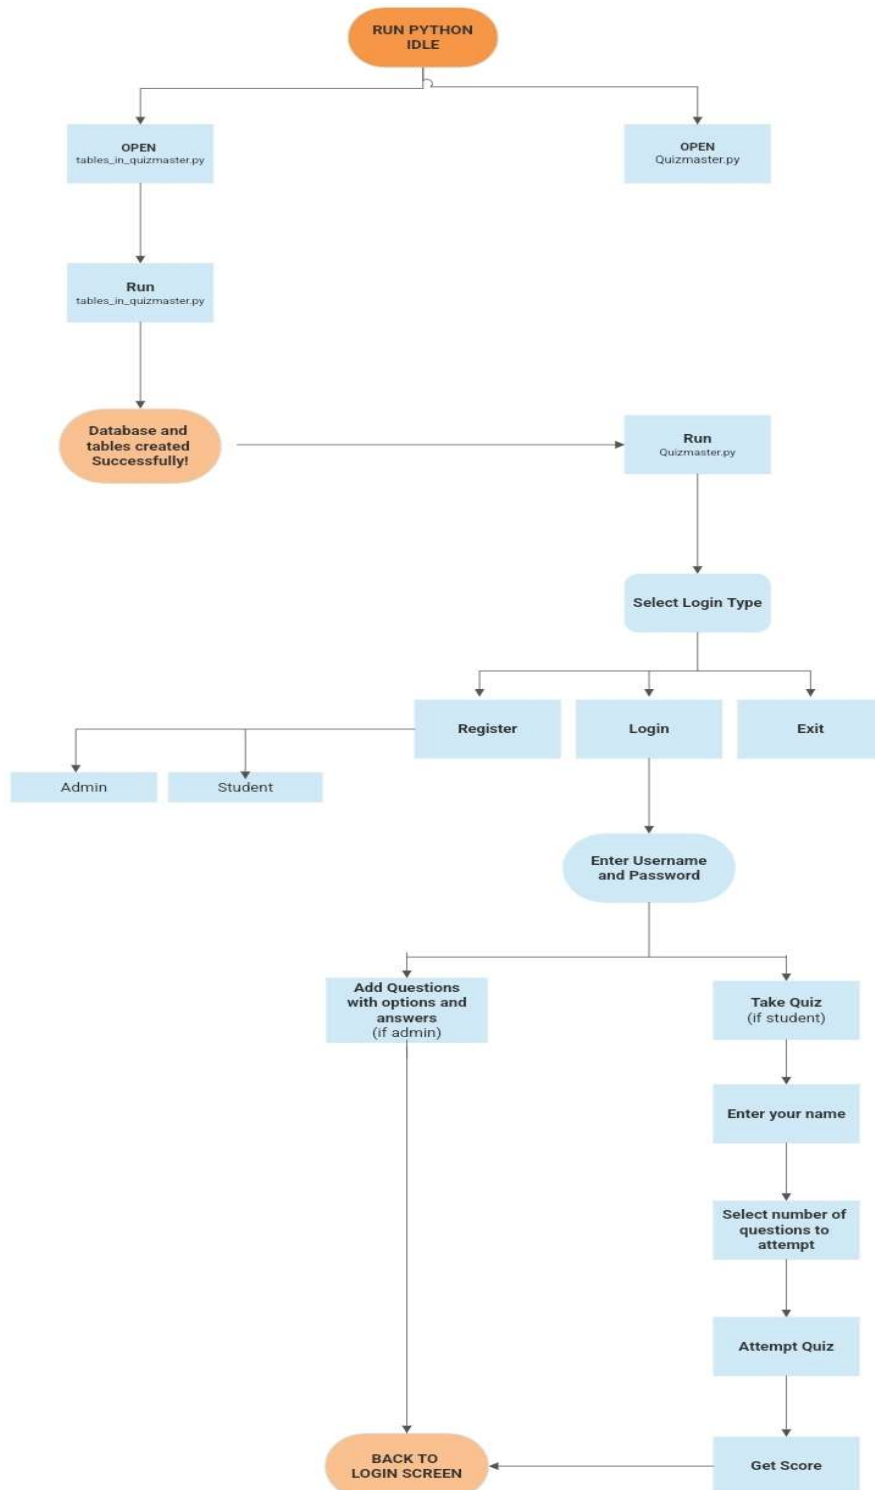 RUN PYTHON
IDLE
OPEN
tables_in_quizmaster.py
OPEN
Quizmaster.py
Run
tables_in_quizmaster.py
Database and
tables created
Successfully!
Run
Quizmaster.py
Select Login Type
Register
Login
Exit
Admin
Student
Enter Username
and Password
Add Questions
with options and
answers
(if admin)
Take Quiz
(if student)
Enter your name
Select number of
questions to
attempt
Attempt Quiz
BACK TO
LOGIN SCREEN
Get Score